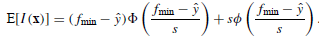 E[I(x)] = (f_min − ŷ)Φ((f_min − ŷ)/s) + sϕ((f_min − ŷ)/s).